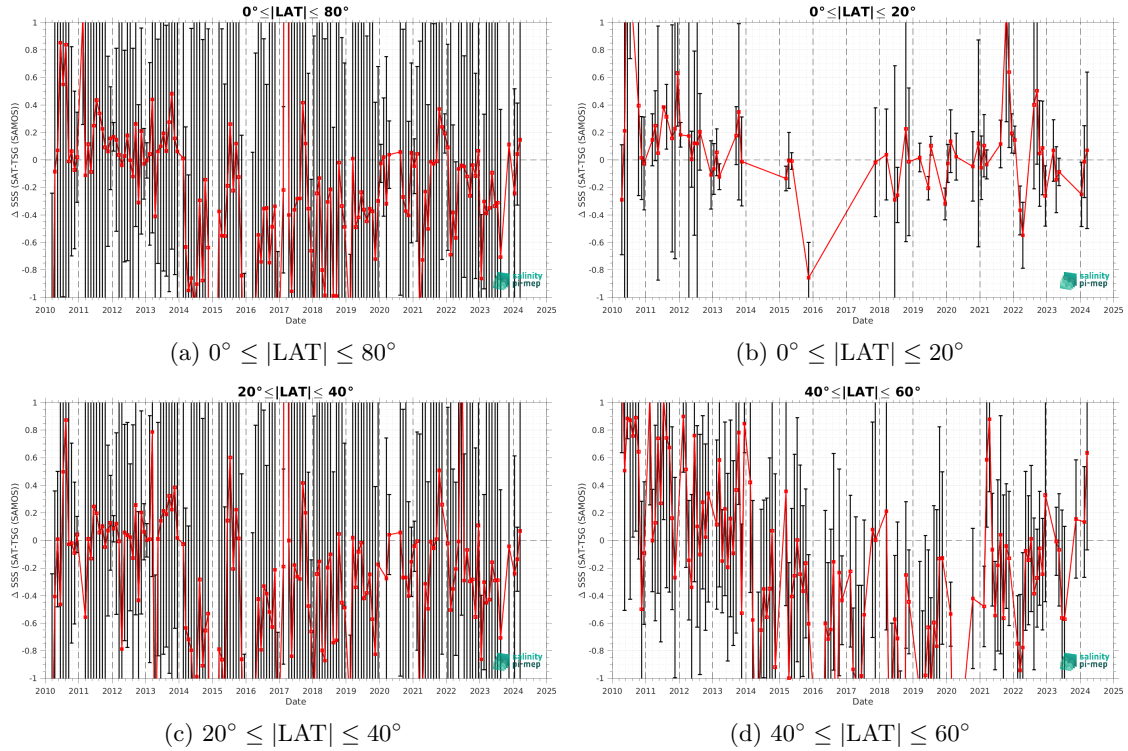 0°≤|LAT|≤ 80°
Δ SSS (SAT-TSG (SAMOS))
1
0.8
0.6
0.4
0.2
0
-0.2
-0.4
-0.6
-0.8
-1
2010 2011 2012 2013 2014 2015 2016 2017 2018 2019 2020 2021 2022 2023 2024 2025
Date
salinity
pi-mep
(a) 0° ≤ |LAT| ≤ 80°
0°≤|LAT|≤ 20°
Δ SSS (SAT-TSG (SAMOS))
1
0.8
0.6
0.4
0.2
0
-0.2
-0.4
-0.6
-0.8
-1
2010 2011 2012 2013 2014 2015 2016 2017 2018 2019 2020 2021 2022 2023 2024 2025
Date
salinity
pi-mep
(b) 0° ≤ |LAT| ≤ 20°
20°≤|LAT|≤ 40°
Δ SSS (SAT-TSG (SAMOS))
1
0.8
0.6
0.4
0.2
0
-0.2
-0.4
-0.6
-0.8
-1
2010 2011 2012 2013 2014 2015 2016 2017 2018 2019 2020 2021 2022 2023 2024 2025
Date
salinity
pi-mep
(c) 20° ≤ |LAT| ≤ 40°
40°≤|LAT|≤ 60°
Δ SSS (SAT-TSG (SAMOS))
1
0.8
0.6
0.4
0.2
0
-0.2
-0.4
-0.6
-0.8
-1
2010 2011 2012 2013 2014 2015 2016 2017 2018 2019 2020 2021 2022 2023 2024 2025
Date
salinity
pi-mep
(d) 40° ≤ |LAT| ≤ 60°